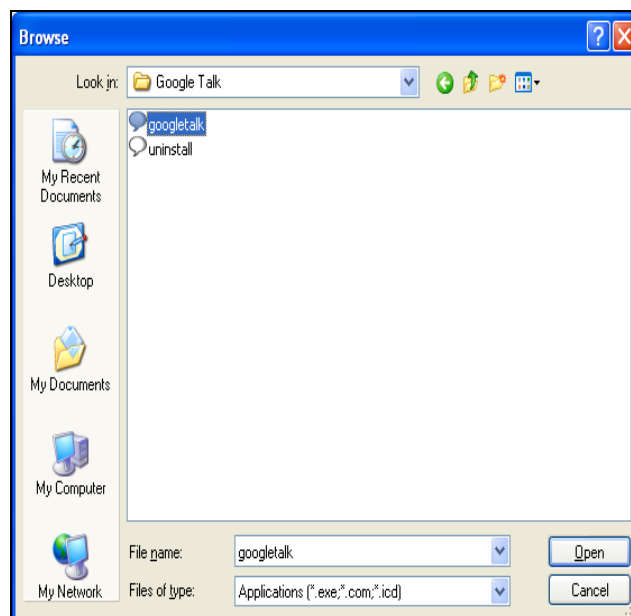 Browse
Look in:
Google Talk
googletalk
uninstall
My Recent
Documents
Desktop
My Documents
My Computer
My Network
File name:
googletalk
Open
Files of type:
Applications (*.exe;*.com;*.icd)
Cancel